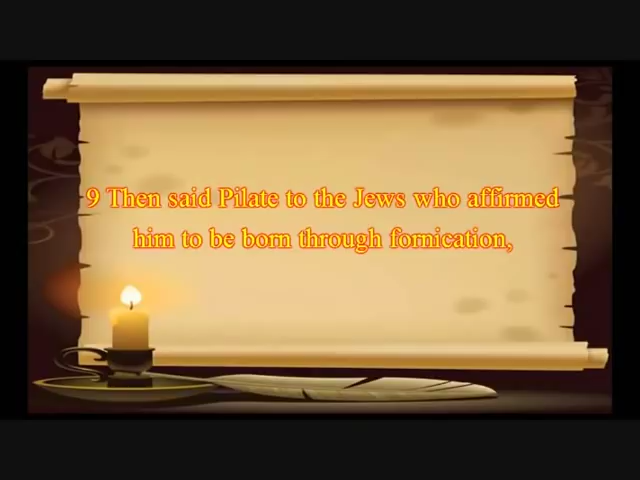 9 Then said Pilate to the Jews who affirmed
him to be born through fornication,